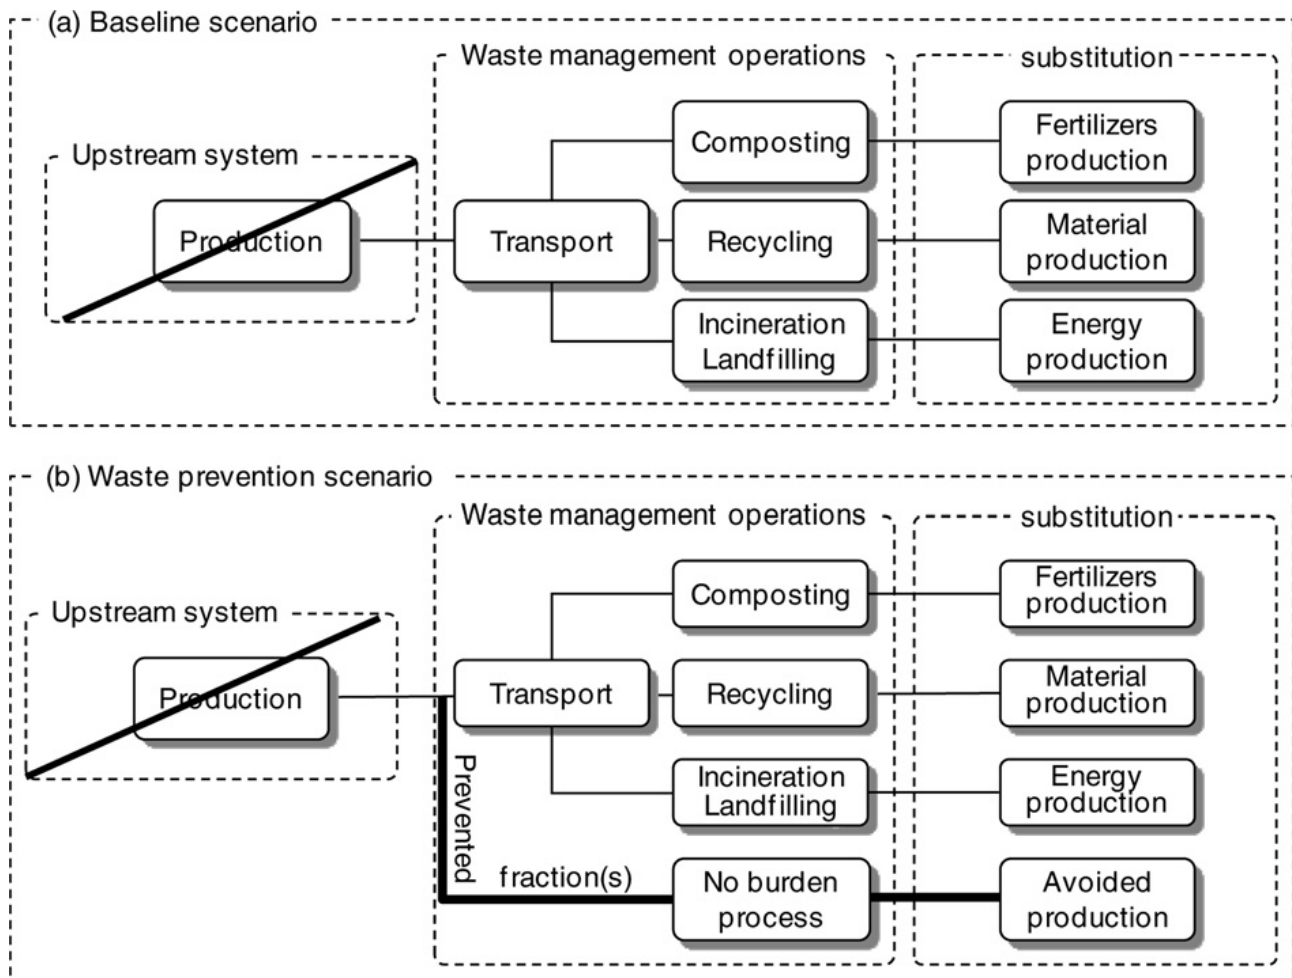 (a) Baseline scenario
Waste management operations
substitution
Upstream system
Production
Transport
Composting
Recycling
Incineration
Landfilling
Fertilizers
production
Material
production
Energy
production
(b) Waste prevention scenario
Waste management operations
substitution
Upstream system
Production
Transport
Composting
Recycling
Incineration
Landfilling
Fertilizers
production
Material
production
Energy
production
Prevented
fraction(s)
No burden
process
Avoided
production